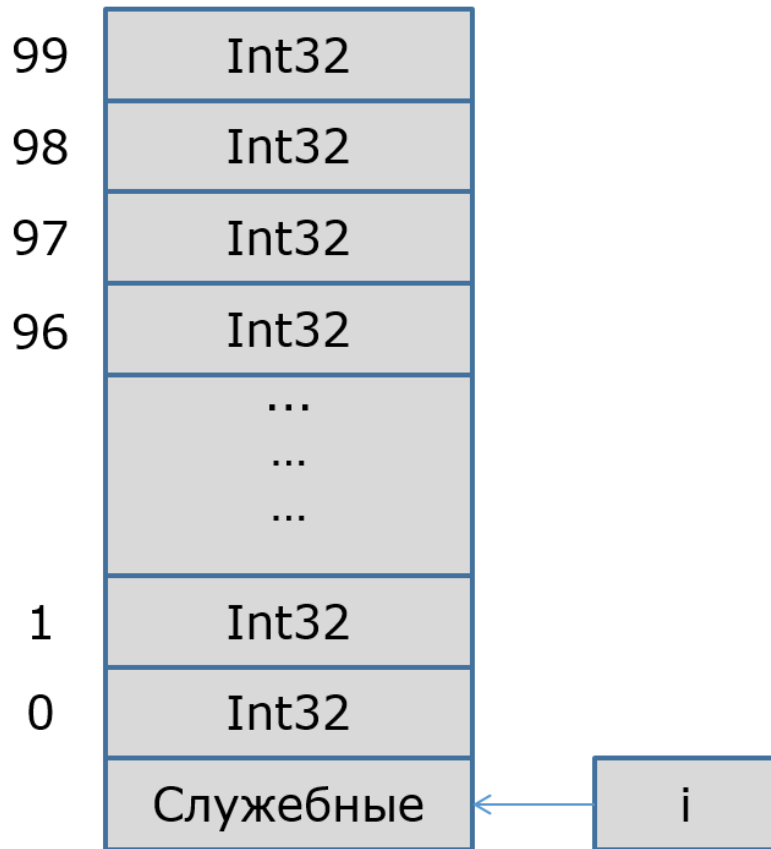 99 Int32
98 Int32
97 Int32
96 Int32
...
...
...
1 Int32
0 Int32
Служебные i